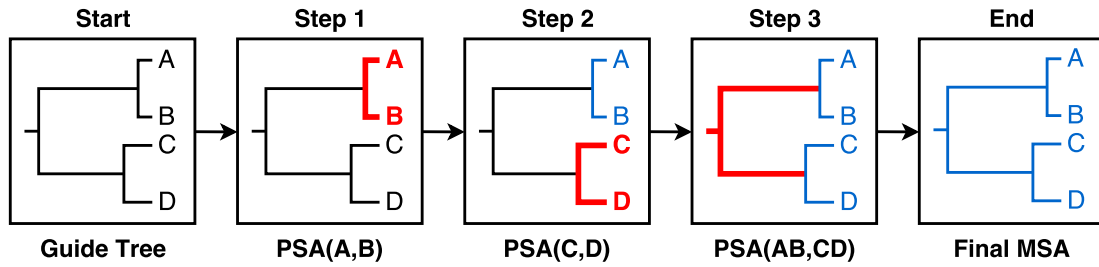 Start
Step 1
Step 2
Step 3
End
A
B
C
D
A
B
C
D
A
B
C
D
A
B
C
D
A
B
C
D
Guide Tree
PSA(A,B)
PSA(C,D)
PSA(AB,CD)
Final MSA